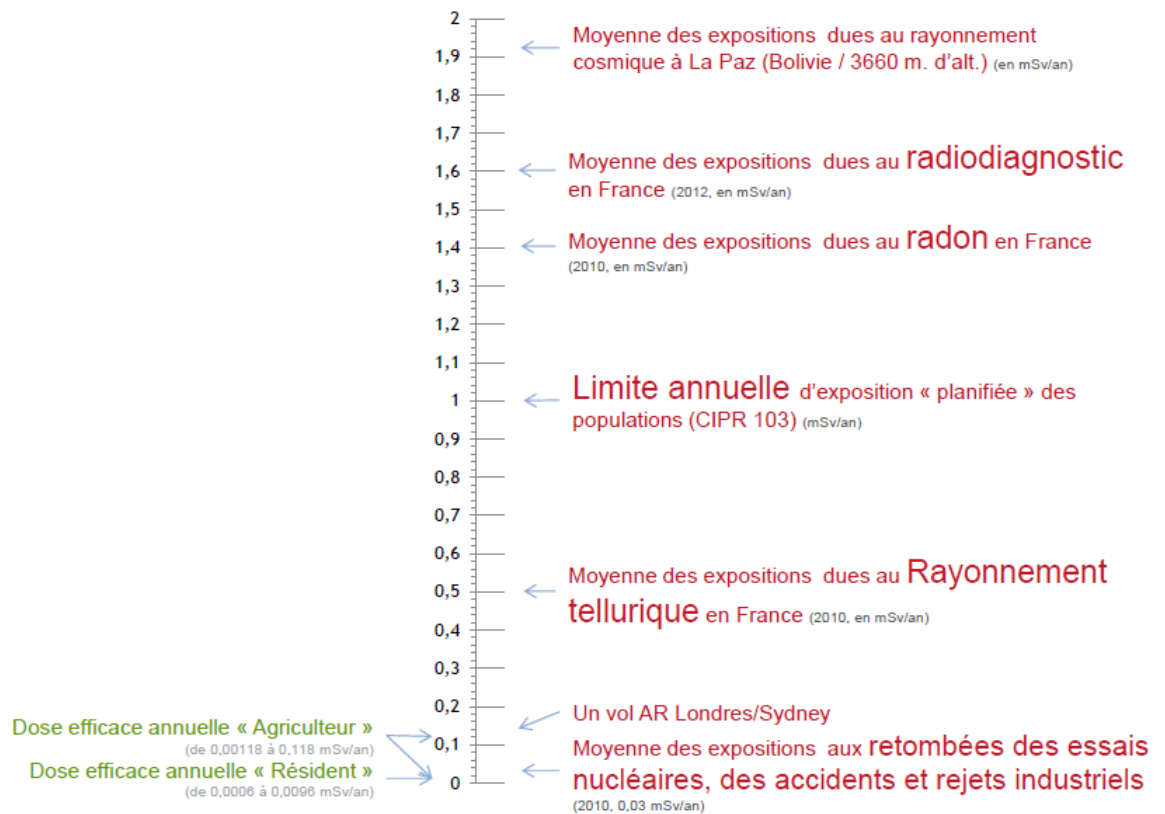 2
Moyenne des expositions dues au rayonnement
cosmique à La Paz (Bolivie / 3660 m. d'alt.) (en mSv/an)
1,9
1,8
1,7
Moyenne des expositions dues au radiodiagnostic
1,6
en France (2012, en mSv/an)
1,5
1,4
Moyenne des expositions dues au radon en France
(2010, en mSv/an)
1,3
1,2
1,1
Limite annuelle d'exposition « planifiée » des
1
populations (CIPR 103) (mSv/an)
0,9
0,8
0,7
0,6
Moyenne des expositions dues au Rayonnement
0,5
tellurique en France (2010, en mSv/an)
0,4
0,3
0,2
Un vol AR Londres/Sydney
Dose efficace annuelle « Agriculteur »
(de 0,00118 à 0,118 mSv/an)
0,1
Moyenne des expositions aux retombées des essais
Dose efficace annuelle « Résident »
(de 0,0006 à 0,0096 mSv/an)
0
nucléaires, des accidents et rejets industriels
(2010, 0,03 mSv/an)